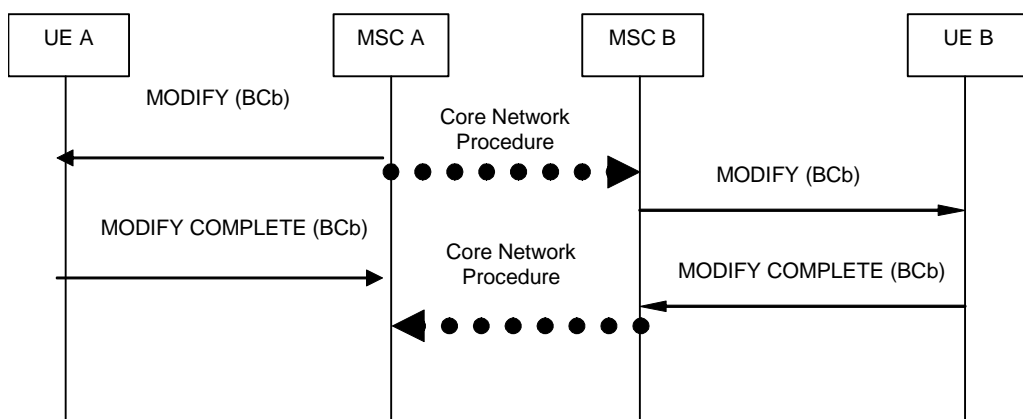 UE A
MSC A
MSC B
UE B
MODIFY (BCb)
Core Network
Procedure
MODIFY (BCb)
MODIFY COMPLETE (BCb)
Core Network
Procedure
MODIFY COMPLETE (BCb)